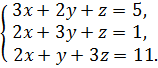 3x + 2y + z = 5,
2x + 3y + z = 1,
2x + y + 3z = 11.